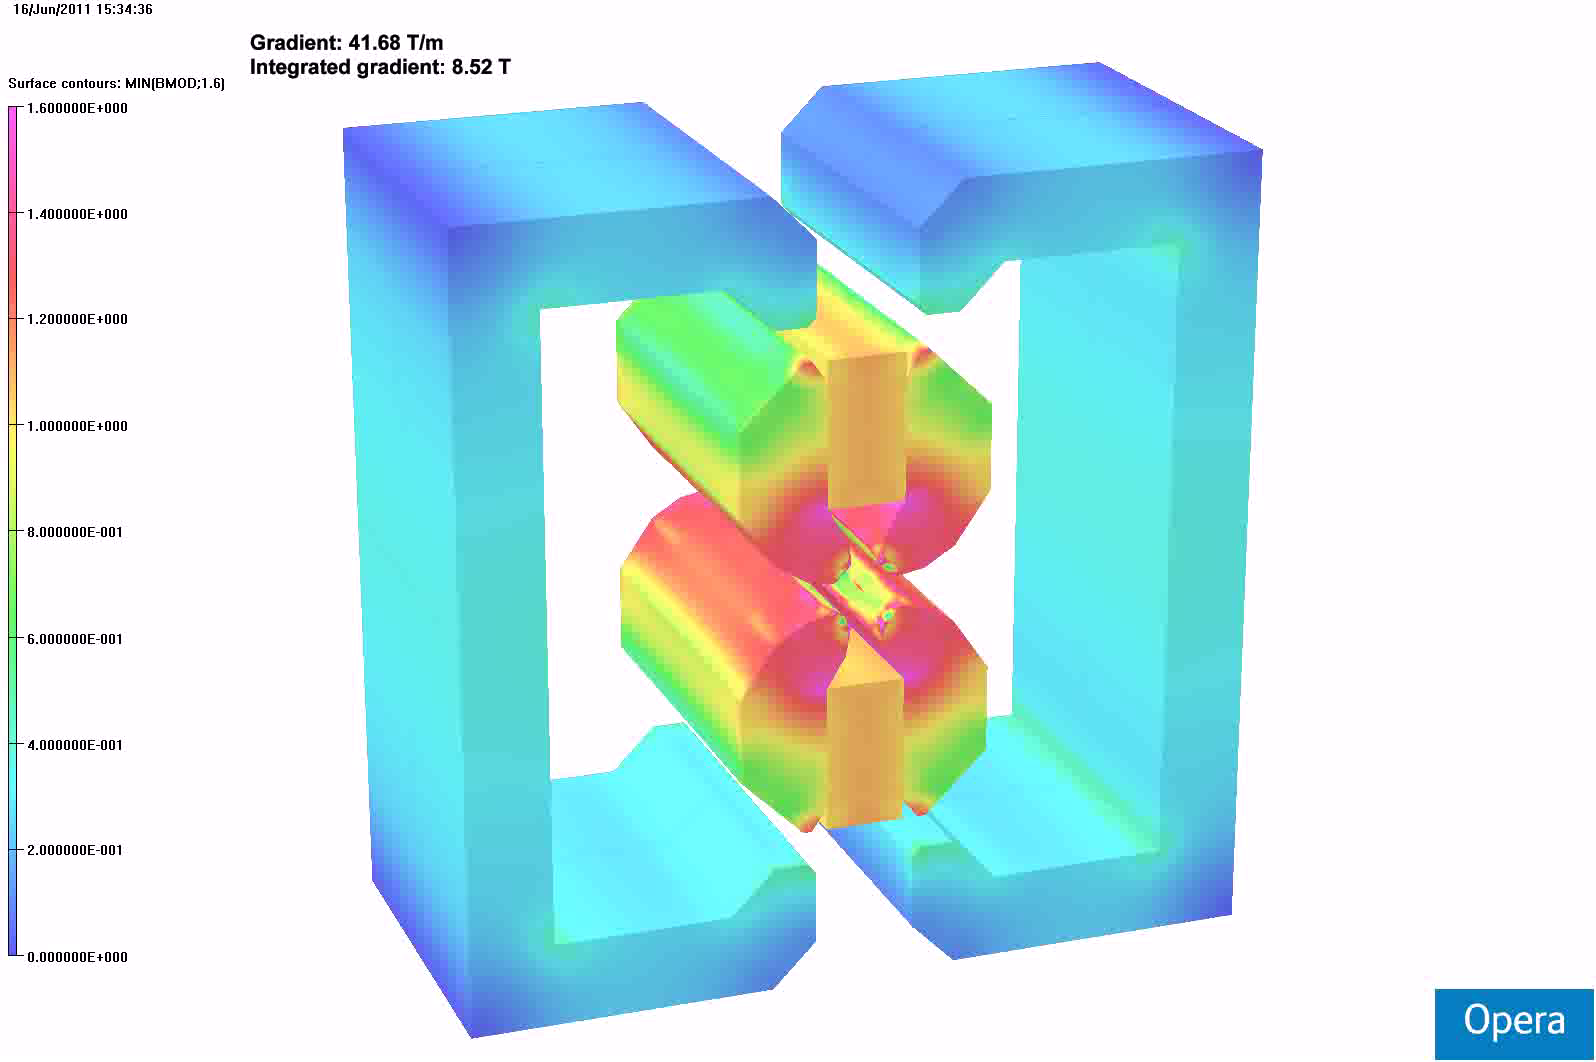 16/Jun/2011 15:34:36
Gradient: 41.68 T/m
Integrated gradient: 8.52 T
Surface contours: MIN(BMOD;1.6)
1.600000E+000
1.400000E+000
1.200000E+000
1.000000E+000
8.000000E-001
6.000000E-001
4.000000E-001
2.000000E-001
0.000000E+000
Opera